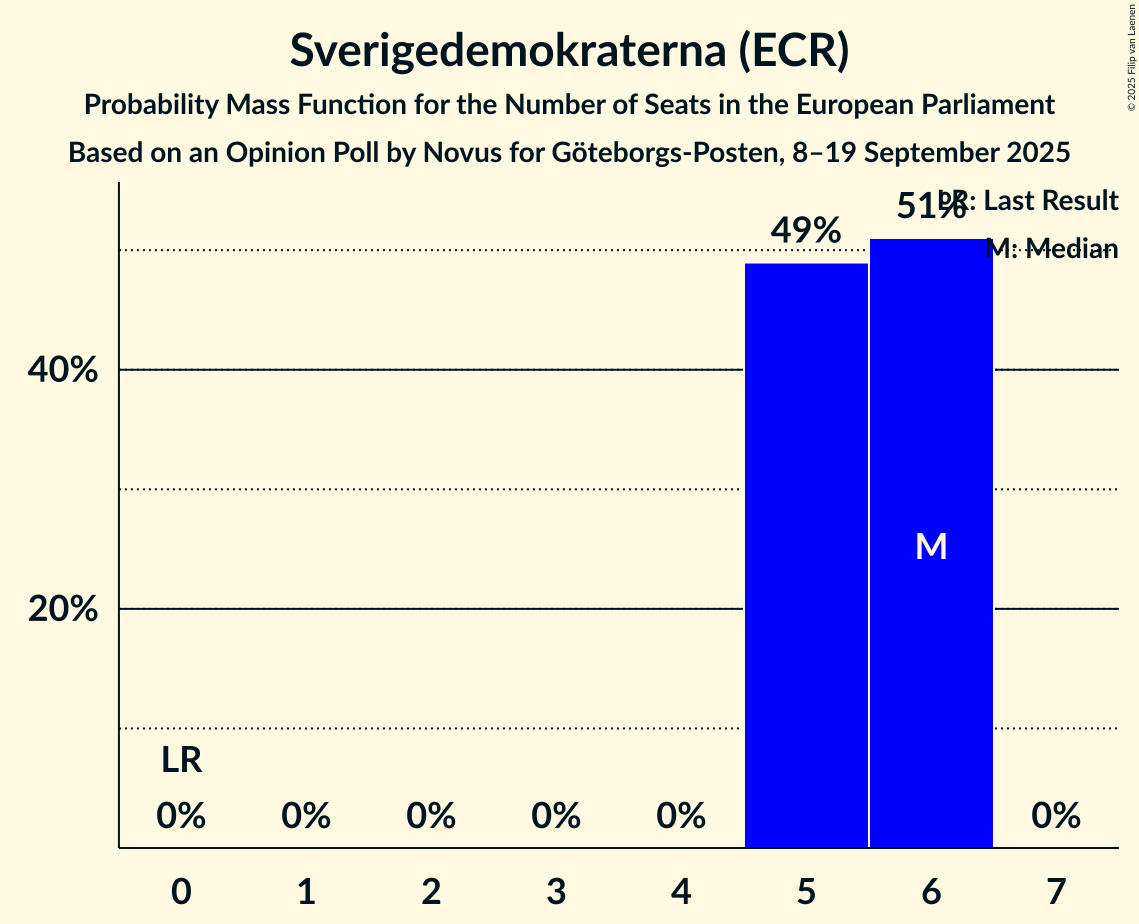 Sverigedemokraterna (ECR)
Probability Mass Function for the Number of Seats in the European Parliament
Based on an Opinion Poll by Novus for Göteborgs-Posten, 8–19 September 2025
© 2025 Filip van Laenen
LR: Last Result
M: Median
51%
49%
40%
20%
M
LR
0% 0% 0% 0% 0% 0%
0 1 2 3 4 5 6 7